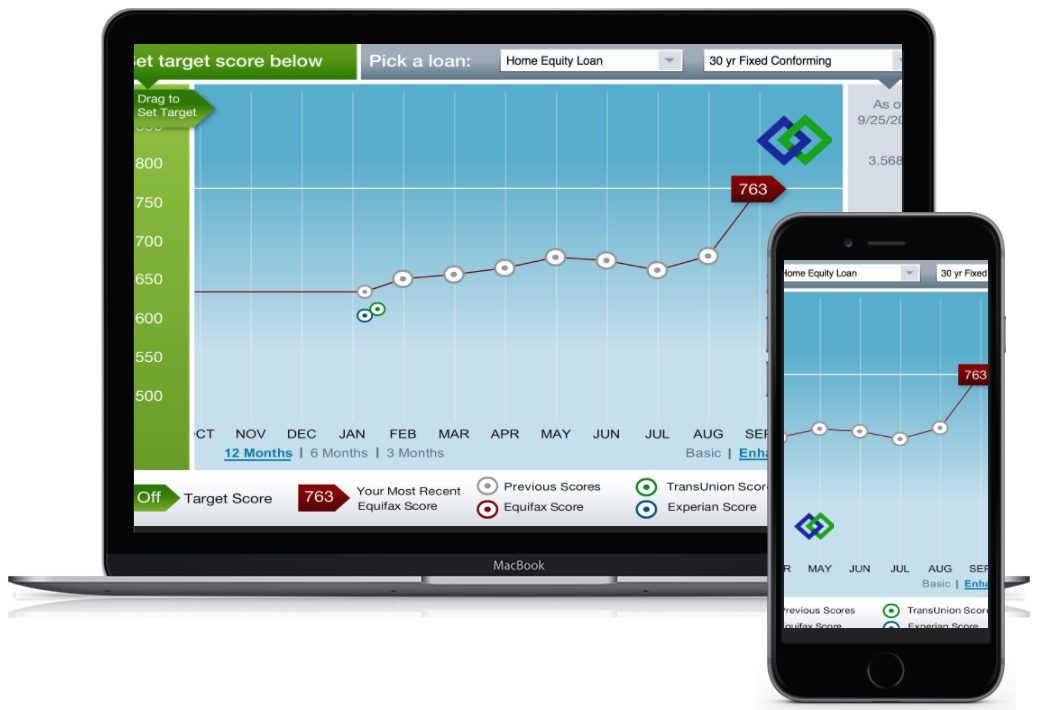 et target score below
Pick a loan:
Home Equity Loan
30 yr Fixed Conforming
Drag to
Set Target
As o
9/25/20
3.568
850
800
750
700
650
600
550
500
763
CT NOV DEC JAN FEB MAR APR MAY JUN JUL AUG SEP
12 Months | 6 Months | 3 Months
Basic | Enha
Off
Target Score
763
Your Most Recent
Equifax Score
Previous Scores
Equifax Score
TransUnion Scor
Experian Score
MacBook
Home Equity Loan
30 yr Fixed
763
R MAY JUN JUL AUG SEP
Basic | Enha
Previous Scores
TransUnion Score
quifax Score
Experian Score